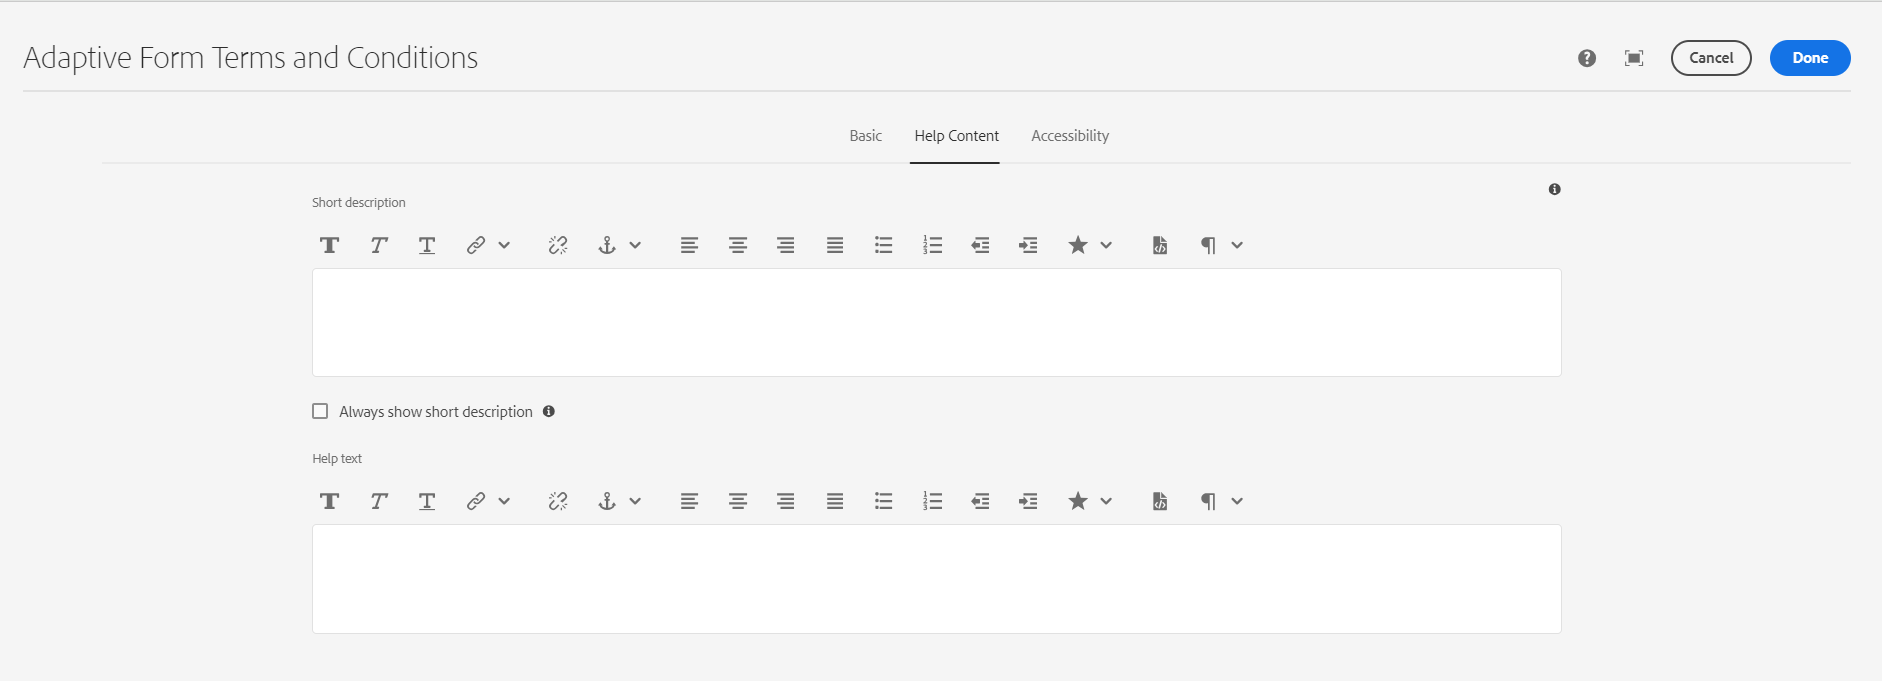 Adaptive Form Terms and Conditions
Cancel
Done
Basic
Help Content
Accessibility
Short description
Always show short description
Help text